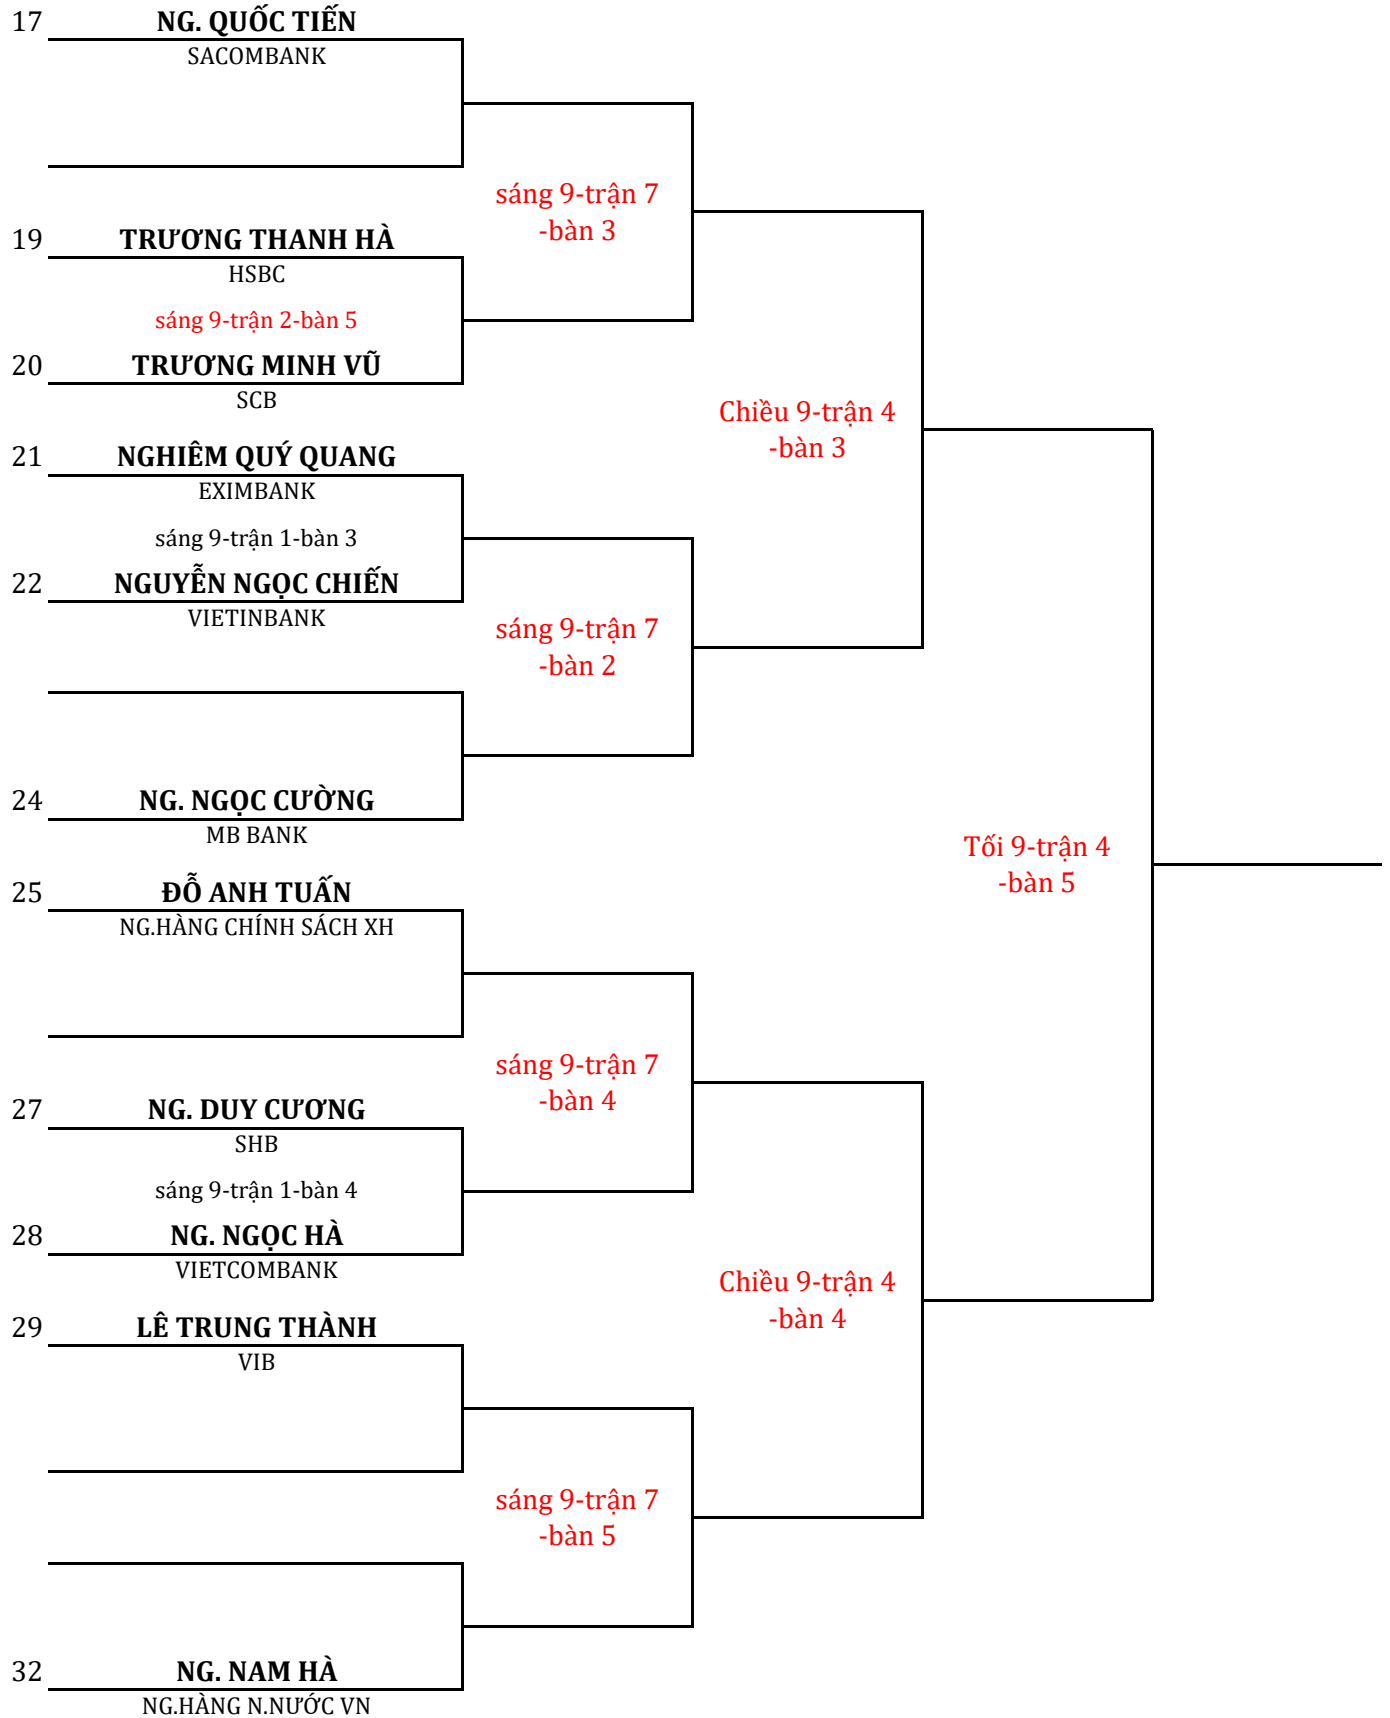 17 NG. QUỐC TIẾN
SACOMBANK
sáng 9-trận 7
-bàn 3
19 TRƯƠNG THANH HÀ
HSBC
sáng 9-trận 2-bàn 5
20 TRƯƠNG MINH VŨ
SCB
Chiều 9-trận 4
-bàn 3
21 NGHIÊM QUÝ QUANG
EXIMBANK
sáng 9-trận 1-bàn 3
22 NGUYỄN NGỌC CHIẾN
VIETINBANK
sáng 9-trận 7
-bàn 2
24 NG. NGỌC CƯỜNG
MB BANK
Tối 9-trận 4
-bàn 5
25 ĐỖ ANH TUẤN
NG.HÀNG CHÍNH SÁCH XH
sáng 9-trận 7
-bàn 4
27 NG. DUY CƯƠNG
SHB
sáng 9-trận 1-bàn 4
28 NG. NGỌC HÀ
VIETCOMBANK
Chiều 9-trận 4
-bàn 4
29 LÊ TRUNG THÀNH
VIB
sáng 9-trận 7
-bàn 5
32 NG. NAM HÀ
NG.HÀNG N.NƯỚC VN